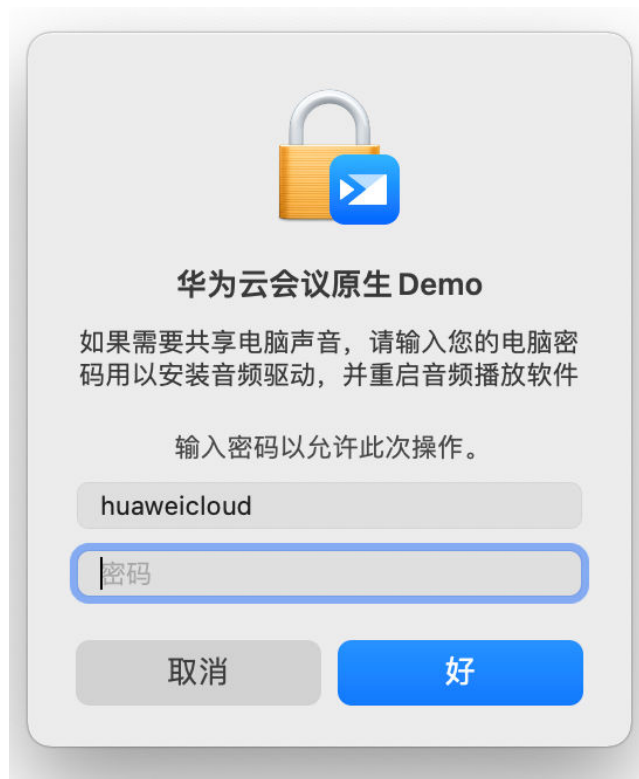 华为云会议原生 Demo
如果需要共享电脑声音，请输入您的电脑密
码用以安装音频驱动，并重启音频播放软件
输入密码以允许此次操作。
huaweicloud
密码
取消
好